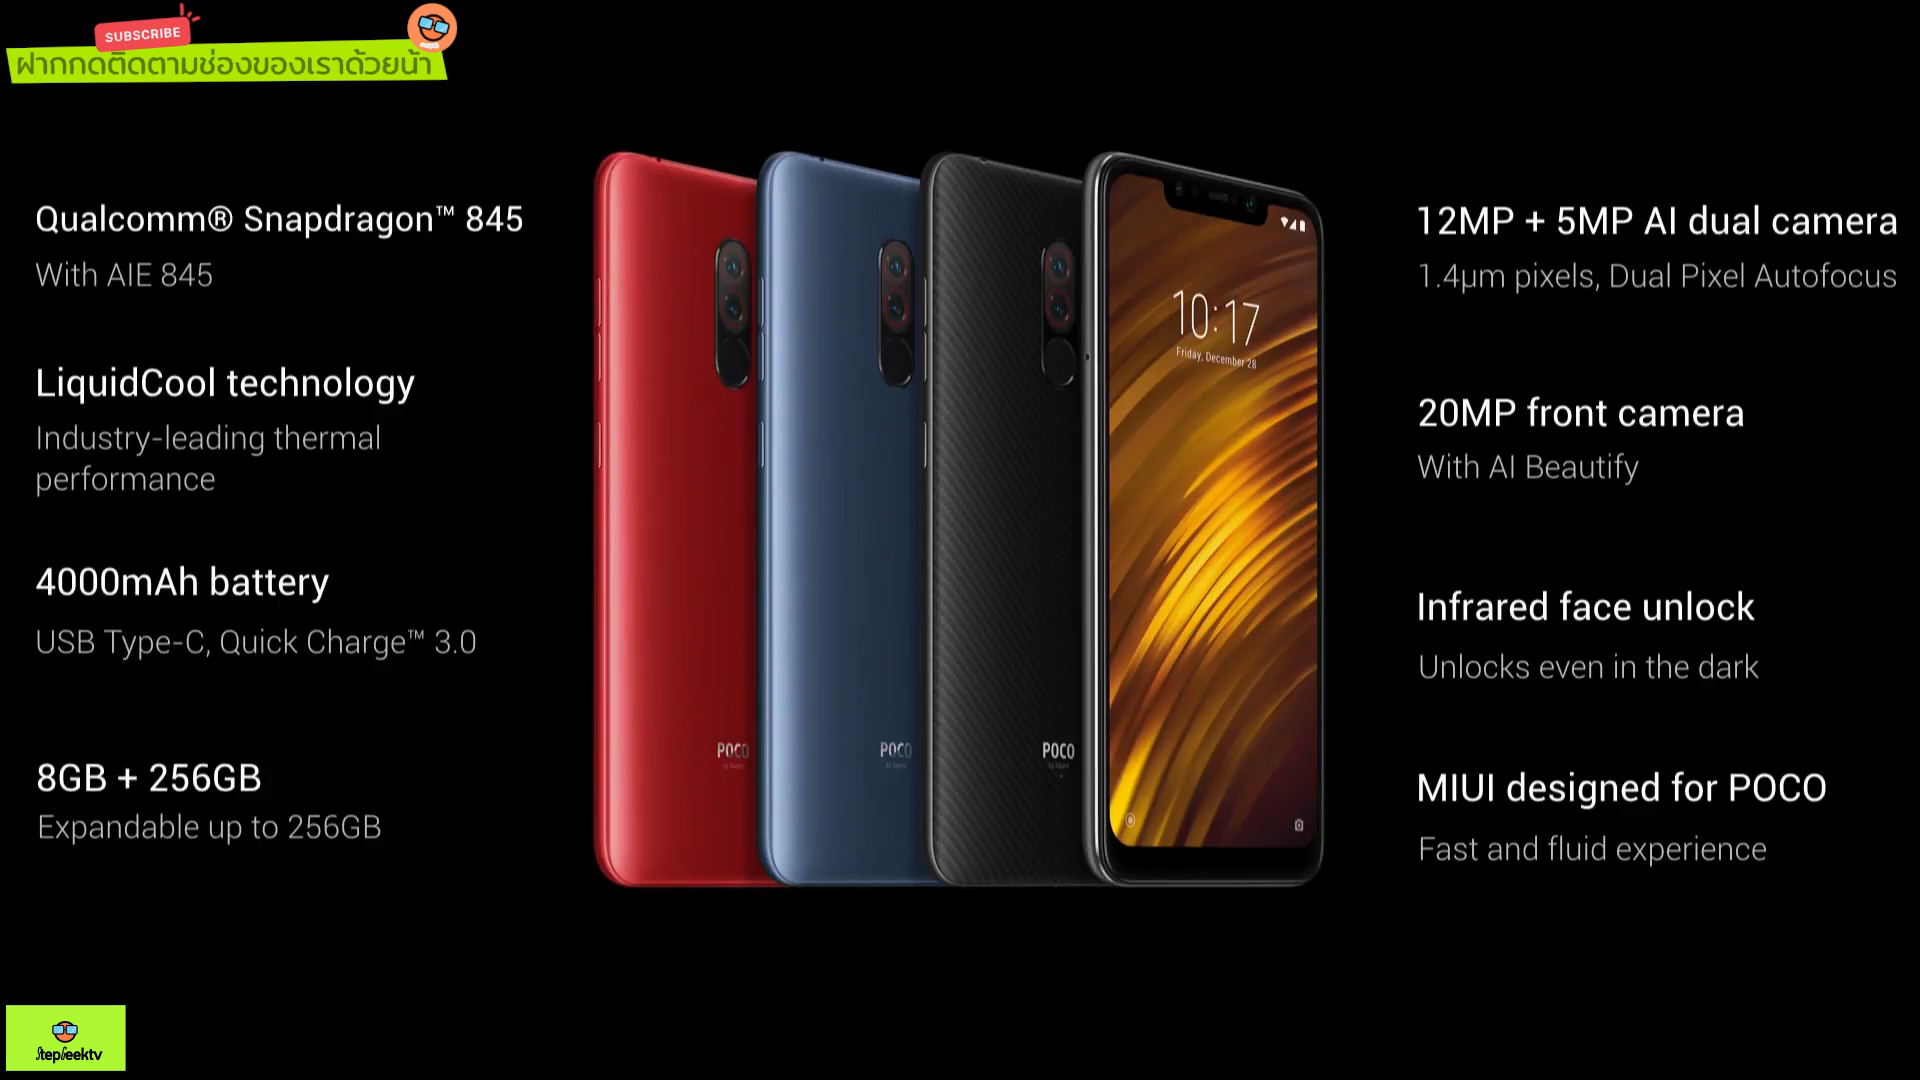 SUBSCRIBE
ฝากกดติดตามช่องของเราด้วยน้า
Qualcomm® Snapdragon™ 845
With AIE 845
LiquidCool technology
Industry-leading thermal
performance
4000mAh battery
USB Type-C, Quick Charge™ 3.0
8GB + 256GB
Expandable up to 256GB
10:17
Friday, December 28
POCO
POCO
POCO
12MP + 5MP AI dual camera
1.4µm pixels, Dual Pixel Autofocus
20MP front camera
With AI Beautify
Infrared face unlock
Unlocks even in the dark
MIUI designed for POCO
Fast and fluid experience
StepGeektv